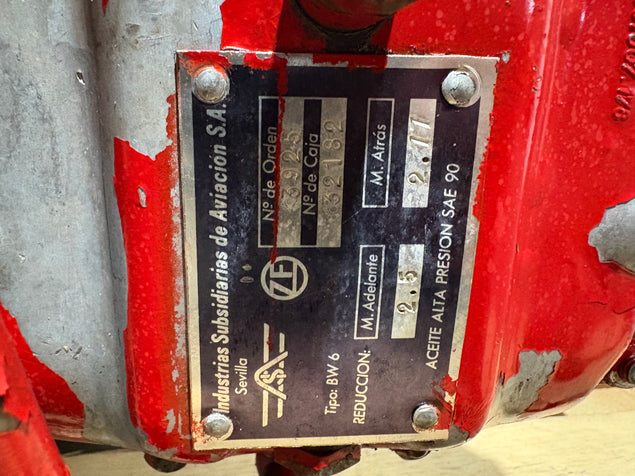 Industrias Subsidiarias de Aviación S.A.
Sevilla
ISA
ZF
Nº de Orden
3925
Nº de Caja
32182
Tipo: BW 6
REDUCCION:
M. Adelante
2.5
M. Atrás
2.11
ACEITE ALTA PRESION SAE 90